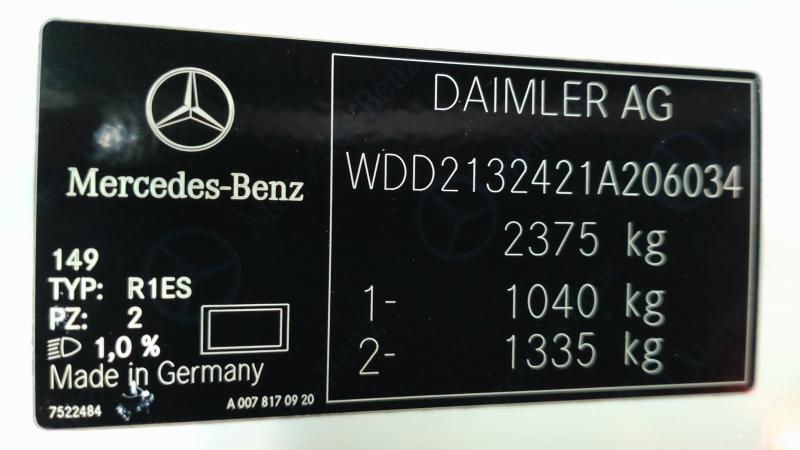 Mercedes-Benz
149
TYP: R1ES
PZ: 2
1,0 %
Made in Germany
7522484
A 007 817 09 20
DAIMLER AG
WDD2132421A206034
2375 kg
1- 1040 kg
2- 1335 kg